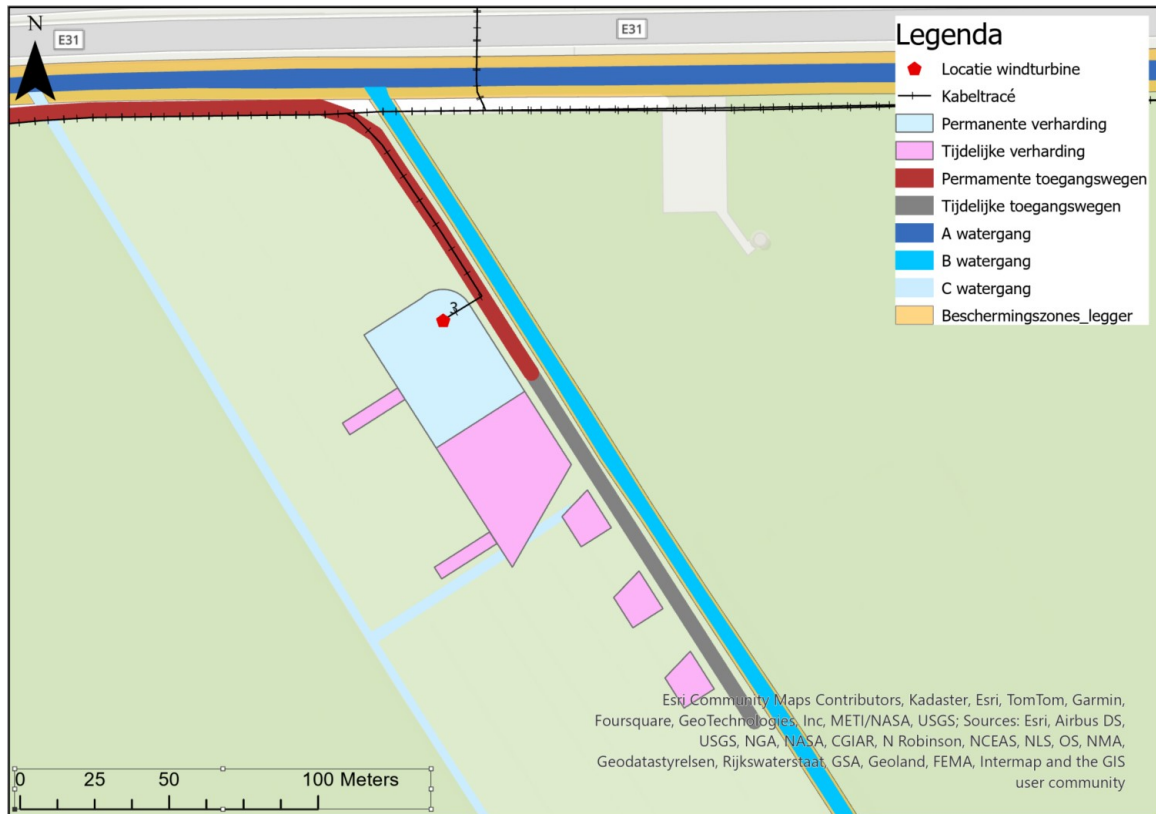 N
E31
E31
Legenda
Locatie windturbine
Kabeltracé
Permanente verharding
Tijdelijke verharding
Permamente toegangswegen
Tijdelijke toegangswegen
A watergang
B watergang
C watergang
Beschermingszones_legger
3
Esri Community Maps Contributors, Kadaster, Esri, TomTom, Garmin,
Foursquare, GeoTechnologies, Inc, METI/NASA, USGS; Sources: Esri, Airbus DS,
USGS, NGA, NASA, CGIAR, N Robinson, NCEAS, NLS, OS, NMA,
Geodatastyrelsen, Rijkswaterstaat, GSA, Geoland, FEMA, Intermap and the GIS
user community
0 25 50 100 Meters